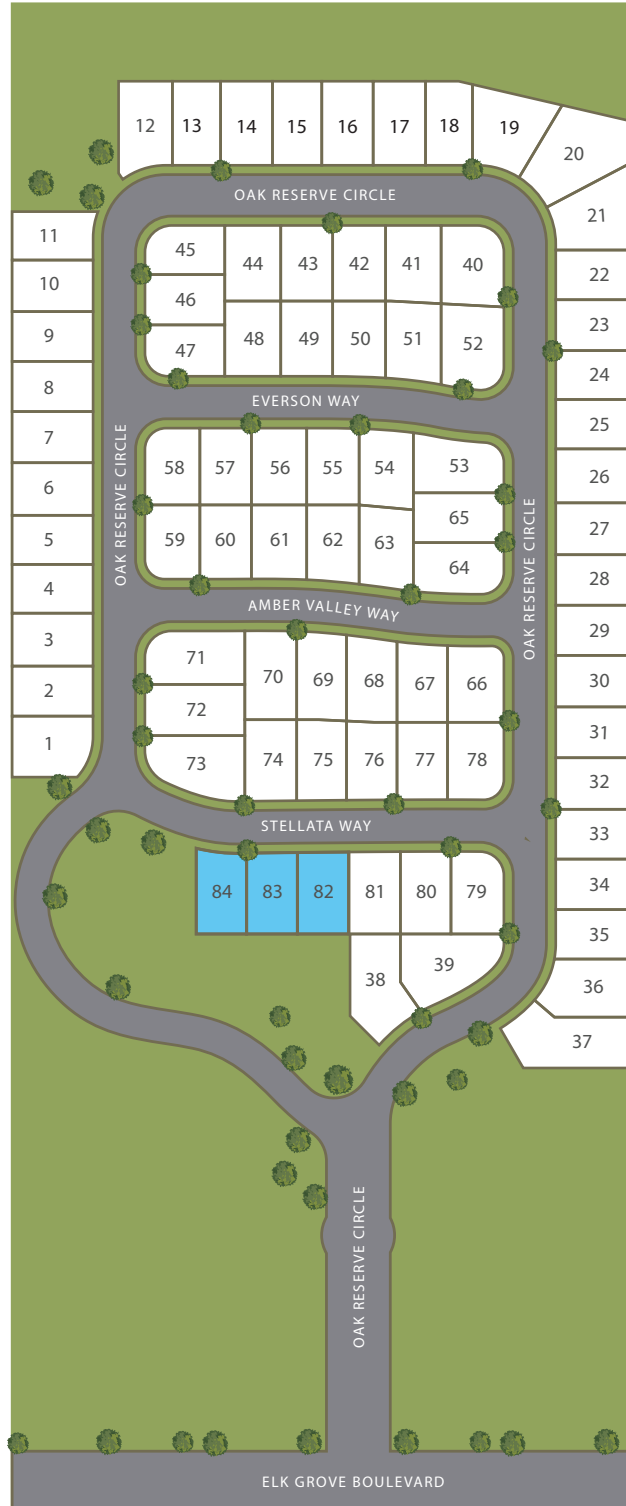 12 13 14 15 16 17 18 19
20
OAK RESERVE CIRCLE
21
11
45 44 43 42 41 40
22
10
46
23
9
47 48 49 50 51 52
24
8
EVERSON WAY
25
7
OAK RESERVE CIRCLE
58 57 56 55 54 53
26
6
65
OAK RESERVE CIRCLE
27
5
59 60 61 62 63 64
28
4
AMBER VALLEY WAY
29
3
71 70 69 68 67 66
30
2
72
31
1
73 74 75 76 77 78
32
STELLATA WAY
33
84 83 82 81 80 79
34
35
38 39
36
37
OAK RESERVE CIRCLE
ELK GROVE BOULEVARD